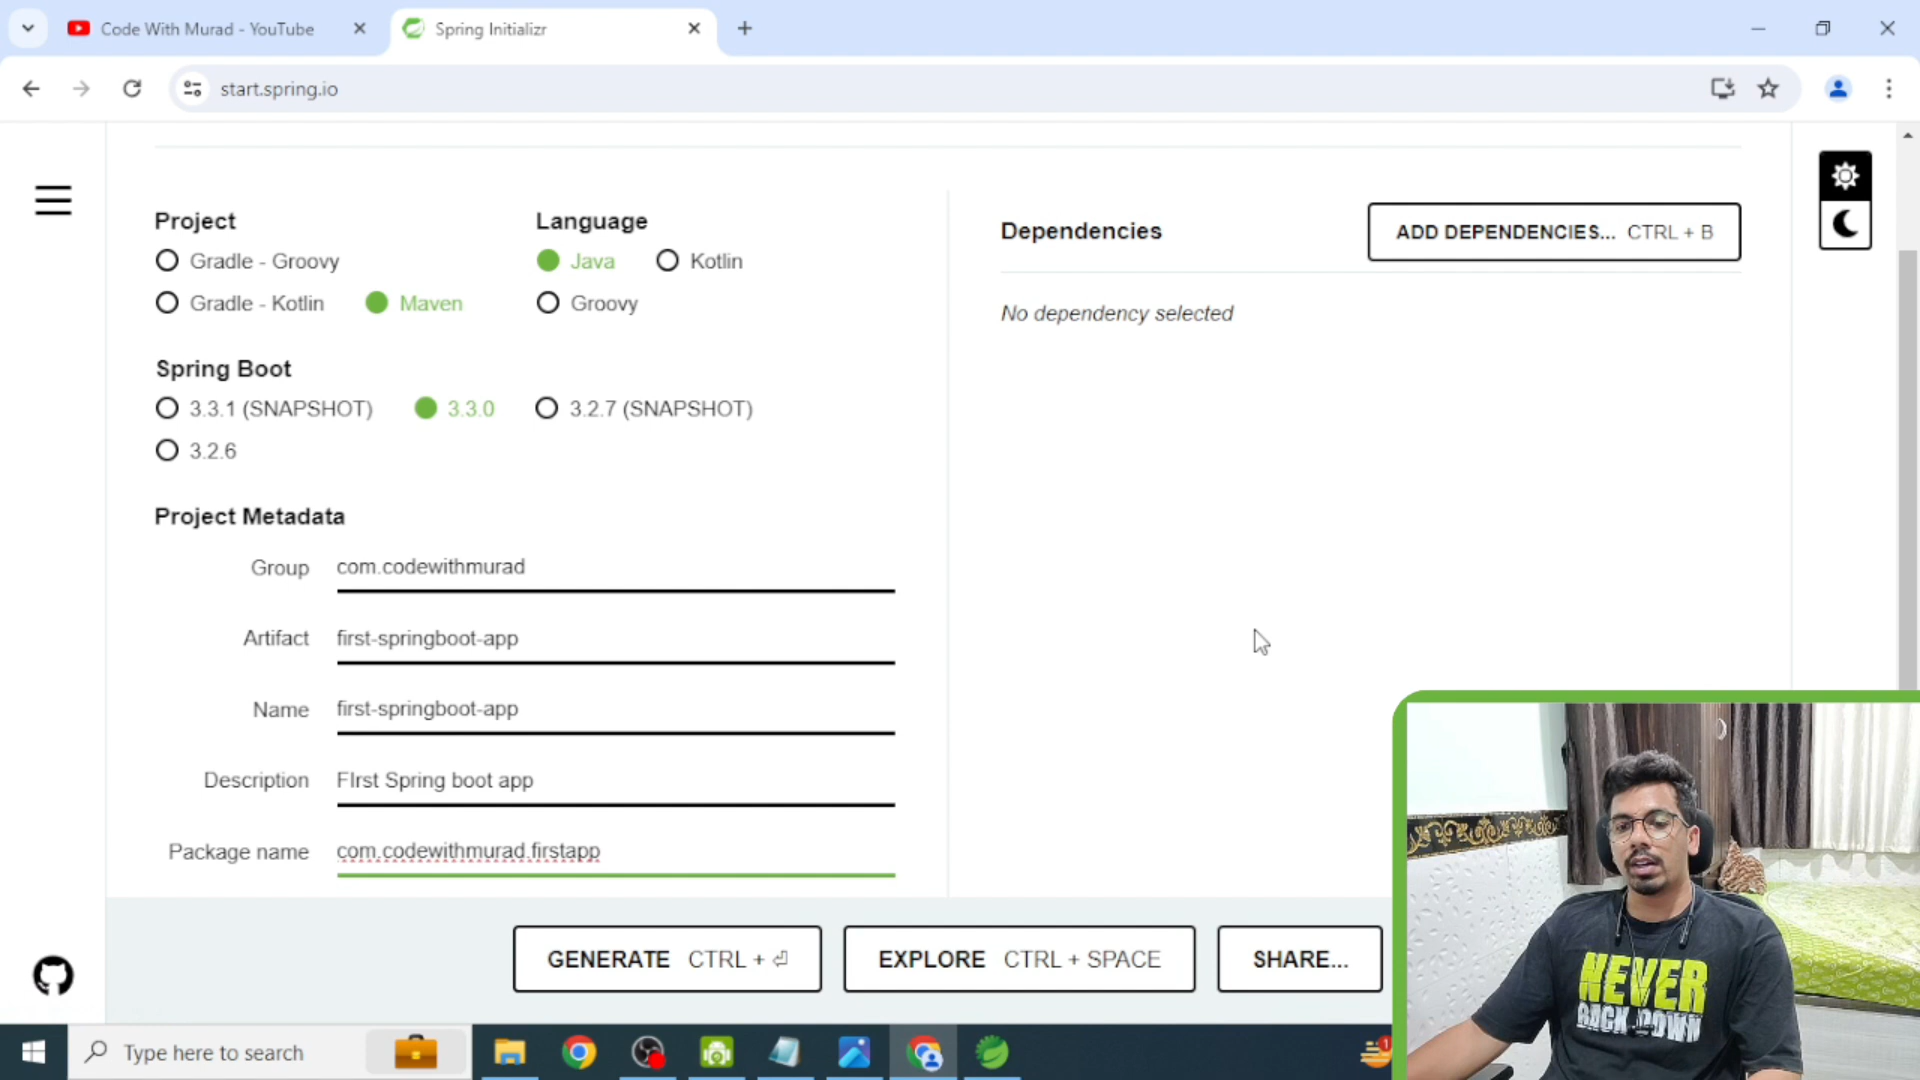 Code With Murad - YouTube
Spring Initializr
start.spring.io
Project
Language
Gradle - Groovy
Java
Kotlin
Gradle - Kotlin
Maven
Groovy
Spring Boot
3.3.1 (SNAPSHOT)
3.3.0
3.2.7 (SNAPSHOT)
3.2.6
Project Metadata
Group
com.codewithmurad
Artifact
first-springboot-app
Name
first-springboot-app
Description
FIrst Spring boot app
Package name
com.codewithmurad.firstapp
Dependencies
ADD DEPENDENCIES... CTRL + B
No dependency selected
GENERATE CTRL + ⏎
EXPLORE CTRL + SPACE
SHARE...
NEVER
BACK DOWN
Type here to search
1